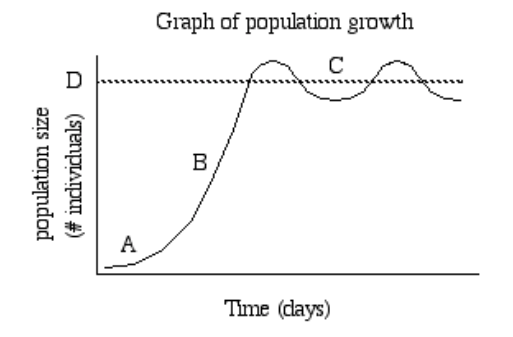 Graph of population growth
D
C
B
A
population size
(# individuals)
Time (days)